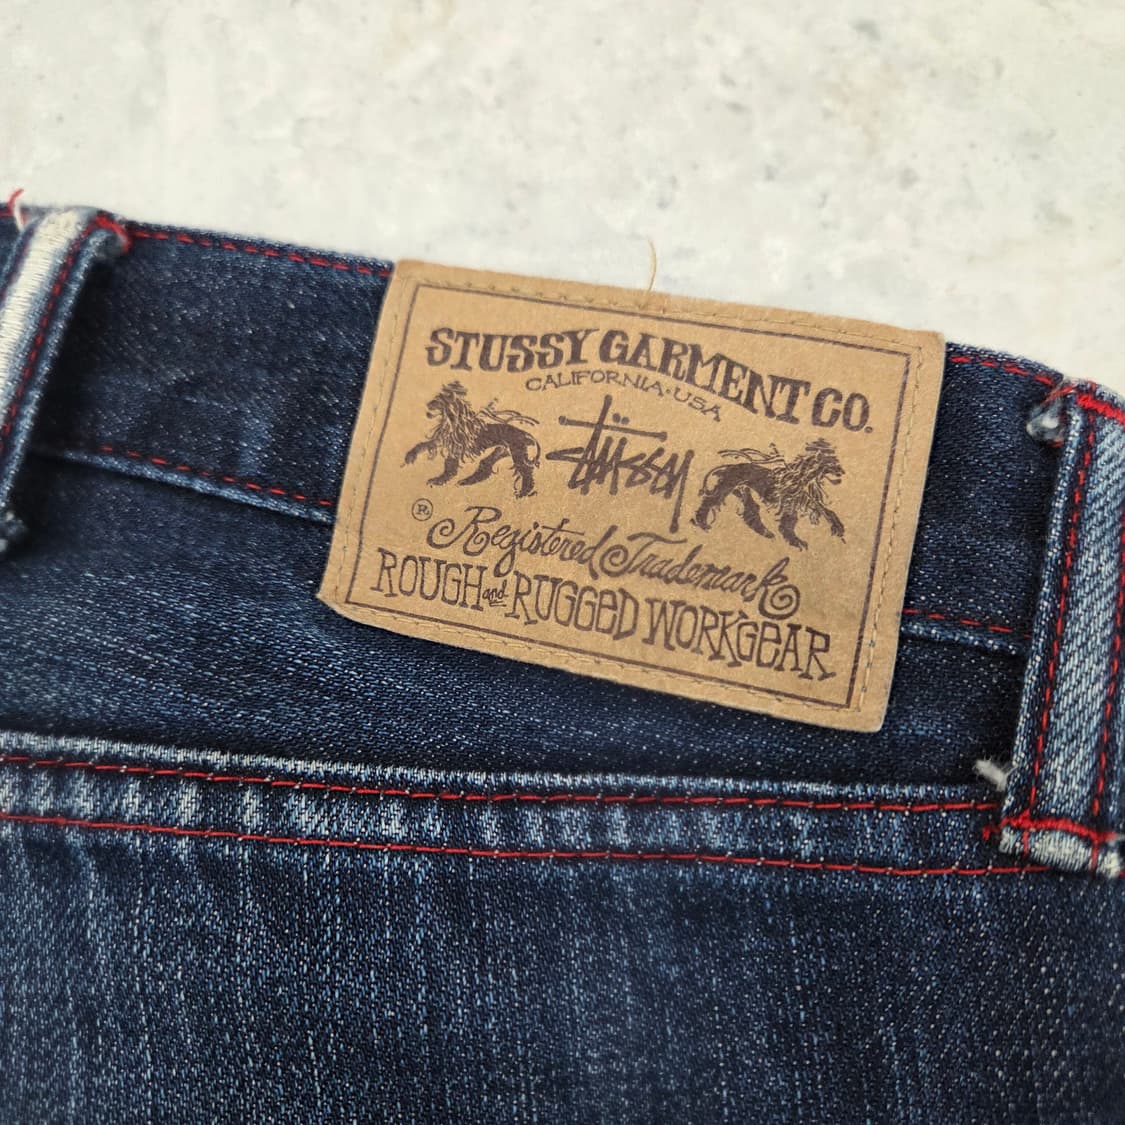 STUSSY GARMENT CO.
CALIFORNIA·USA
Stüssy
® Registered Trademark
ROUGH and RUGGED WORKGEAR